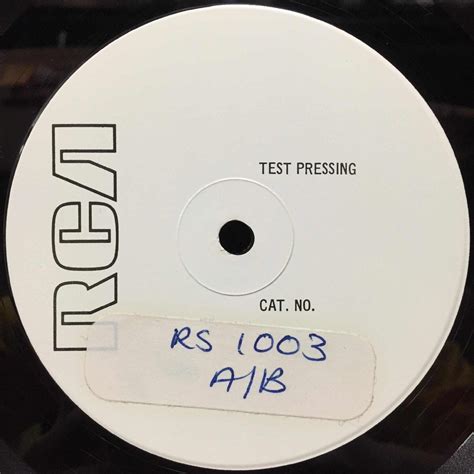 RCA
TEST PRESSING
CAT. NO.
RS 1003
A/B